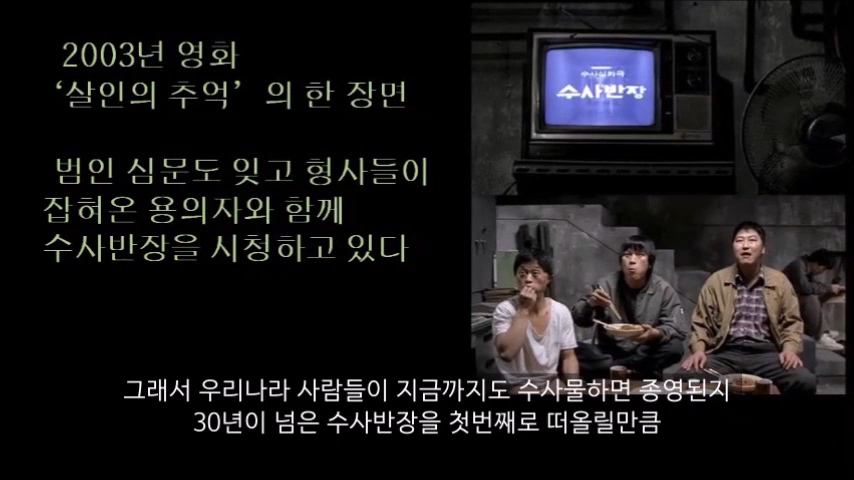 2003년 영화
‘살인의 추억’ 의 한 장면
범인 심문도 잊고 형사들이
잡혀온 용의자와 함께
수사반장을 시청하고 있다
수사실화극
수사반장
그래서 우리나라 사람들이 지금까지도 수사물하면 종영된지
30년이 넘은 수사반장을 첫번째로 떠올릴만큼